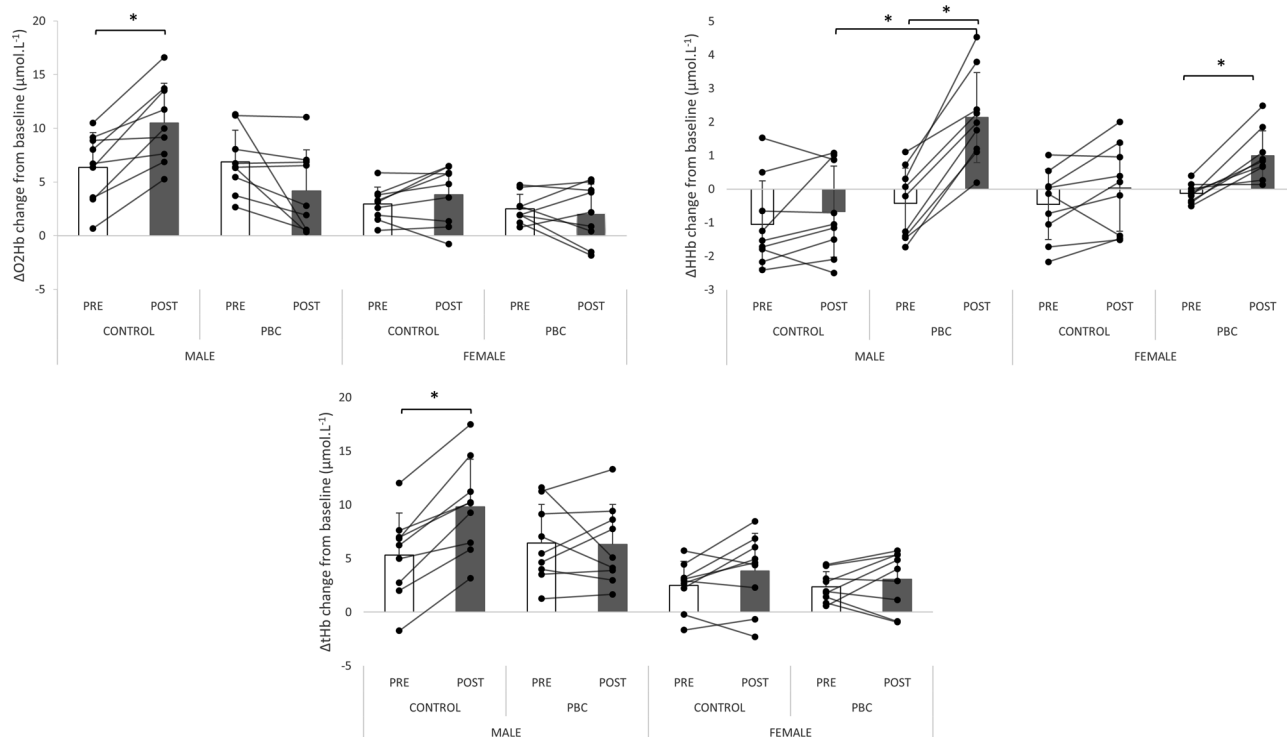 ΔO2Hb change from baseline (µmol.L⁻¹)
20
15
10
5
0
-5
*
PRE POST PRE POST PRE POST PRE POST
CONTROL PBC CONTROL PBC
MALE FEMALE
ΔHHb change from baseline (µmol.L⁻¹)
5
4
3
2
1
0
-1
-2
-3
* * *
PRE POST PRE POST PRE POST PRE POST
CONTROL PBC CONTROL PBC
MALE FEMALE
ΔtHb change from baseline (µmol.L⁻¹)
20
15
10
5
0
-5
*
PRE POST PRE POST PRE POST PRE POST
CONTROL PBC CONTROL PBC
MALE FEMALE